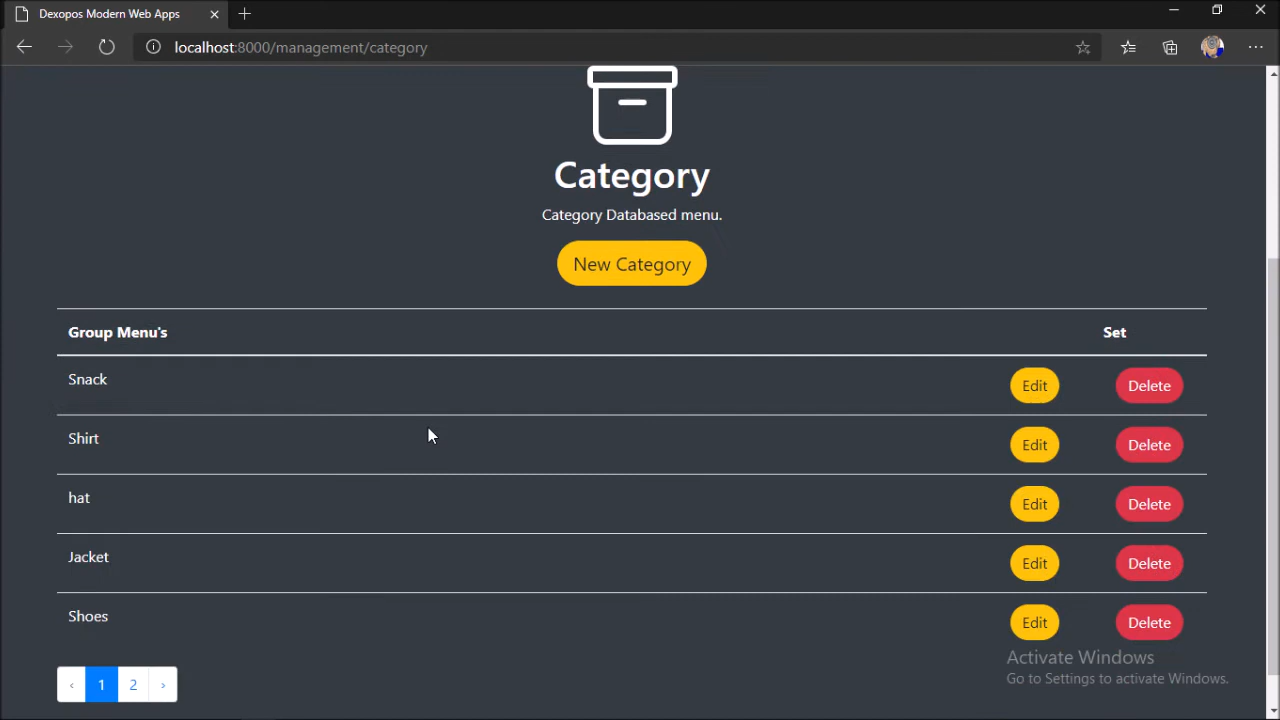 Dexopos Modern Web Apps
localhost:8000/management/category
Category
Category Databased menu.
New Category
Group Menu's Set
Snack Edit Delete
Shirt Edit Delete
hat Edit Delete
Jacket Edit Delete
Shoes Edit Delete
‹ 1 2 ›
Activate Windows
Go to Settings to activate Windows.